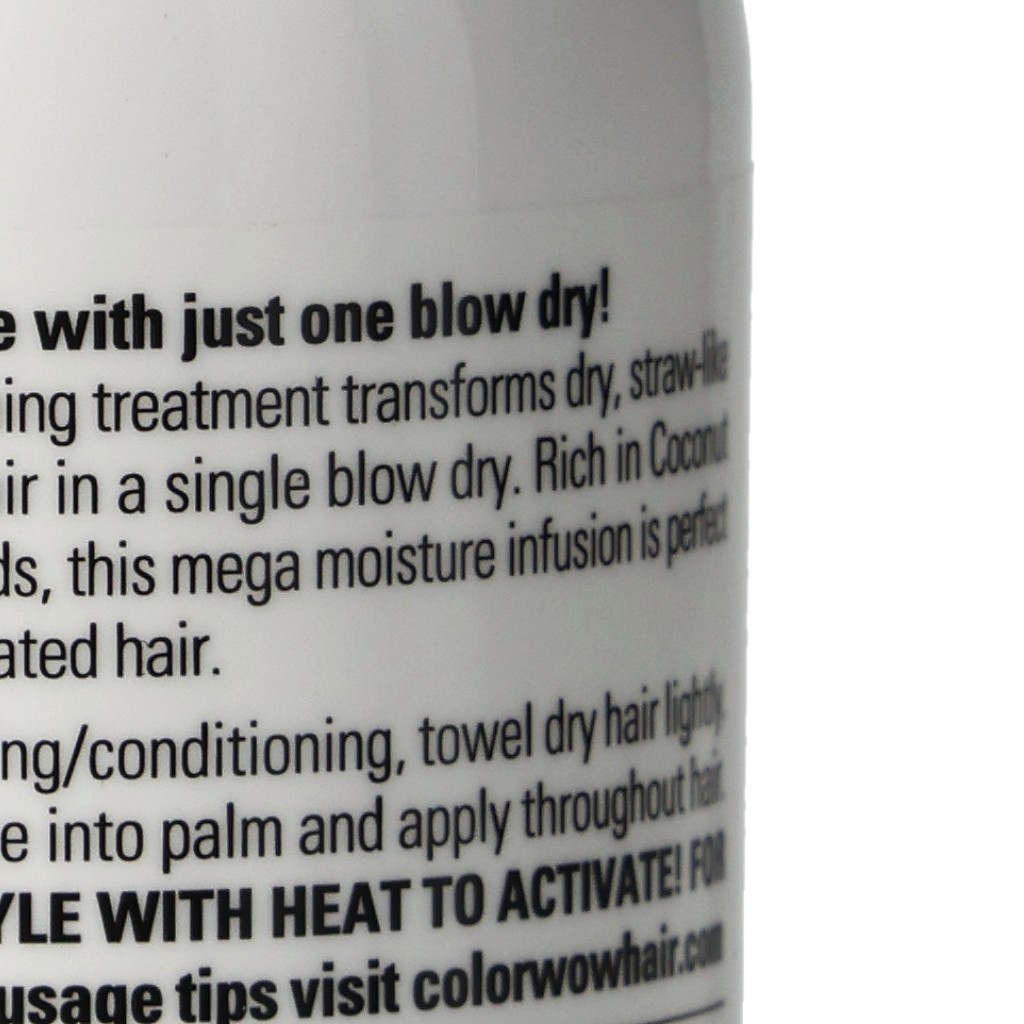 e with just one blow dry!
ing treatment transforms dry, straw-like
ir in a single blow dry. Rich in Coconut
ds, this mega moisture infusion is perfect
ated hair.
ng/conditioning, towel dry hair lightly.
e into palm and apply throughout hair.
YLE WITH HEAT TO ACTIVATE! FOR
usage tips visit colorwowhair.com